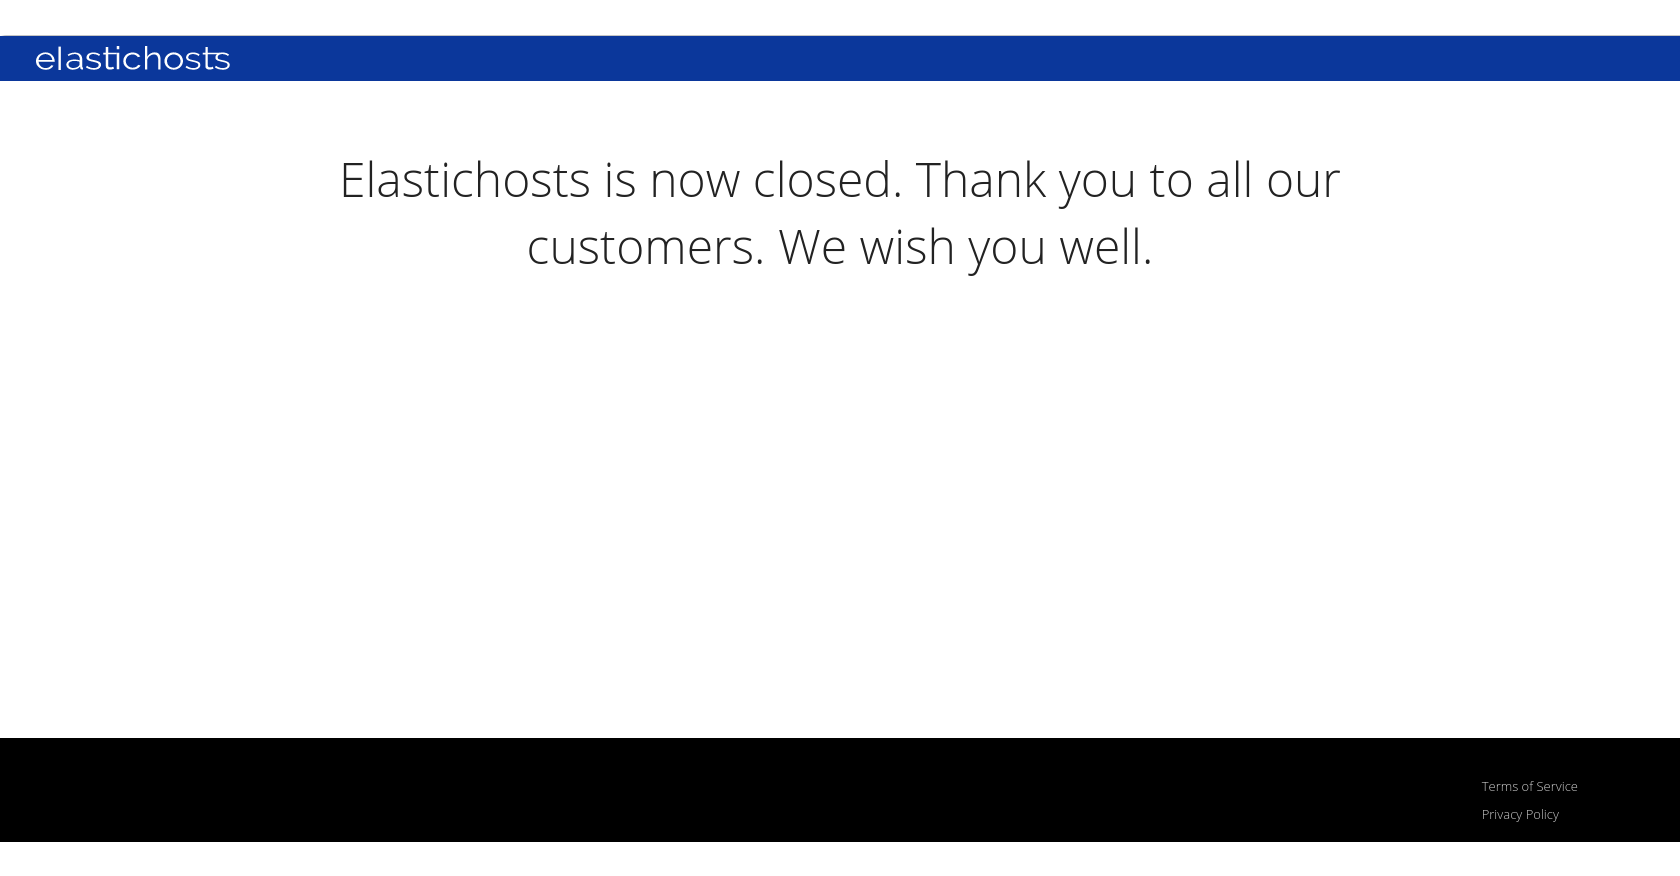 elastichosts
Elastichosts is now closed. Thank you to all our
customers. We wish you well.
Terms of Service
Privacy Policy